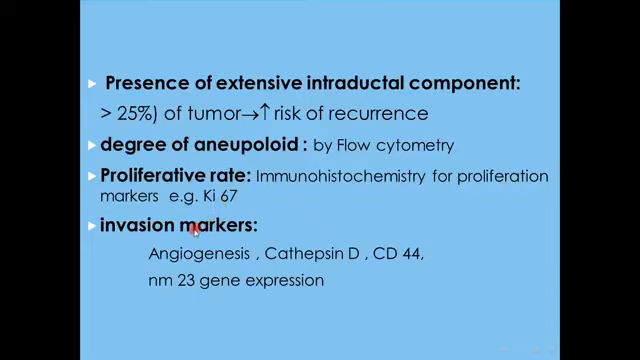 Presence of extensive intraductal component:
> 25%) of tumor→↑ risk of recurrence
degree of aneupoloid : by Flow cytometry
Proliferative rate: Immunohistochemistry for proliferation
markers e.g. Ki 67
invasion markers:
Angiogenesis , Cathepsin D , CD 44,
nm 23 gene expression